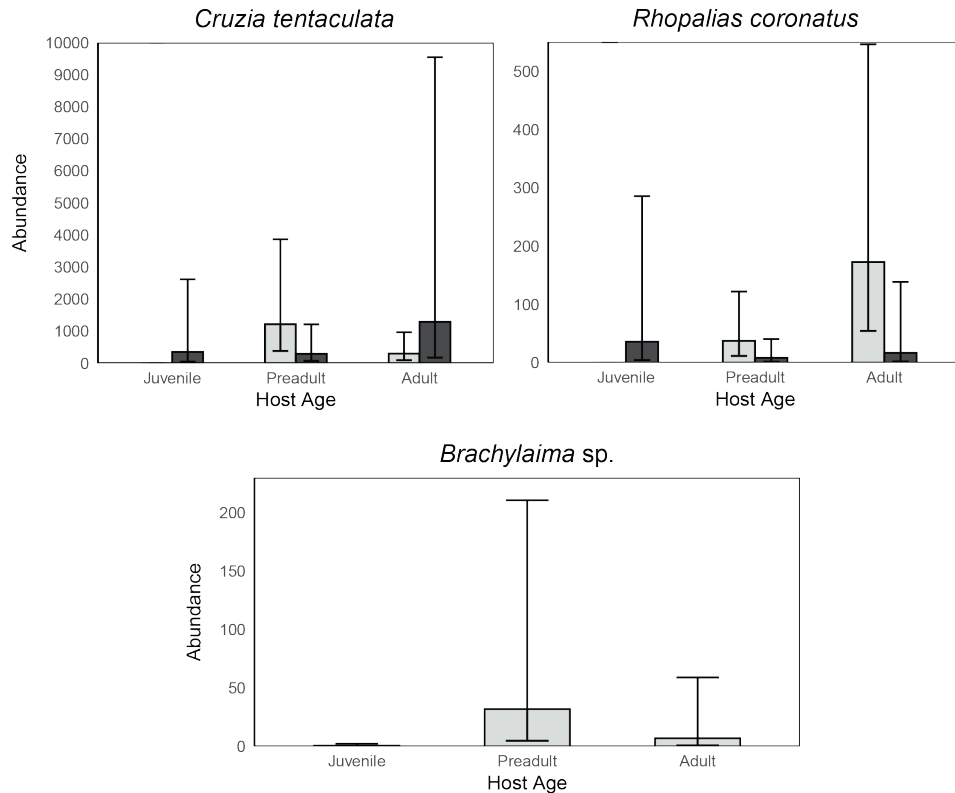 Cruzia tentaculata
10000
9000
8000
7000
6000
5000
4000
3000
2000
1000
0
Abundance
Juvenile Preadult Adult
Host Age
Rhopalias coronatus
500
400
300
200
100
0
Juvenile Preadult Adult
Host Age
Brachylaima sp.
200
150
100
50
0
Abundance
Juvenile Preadult Adult
Host Age